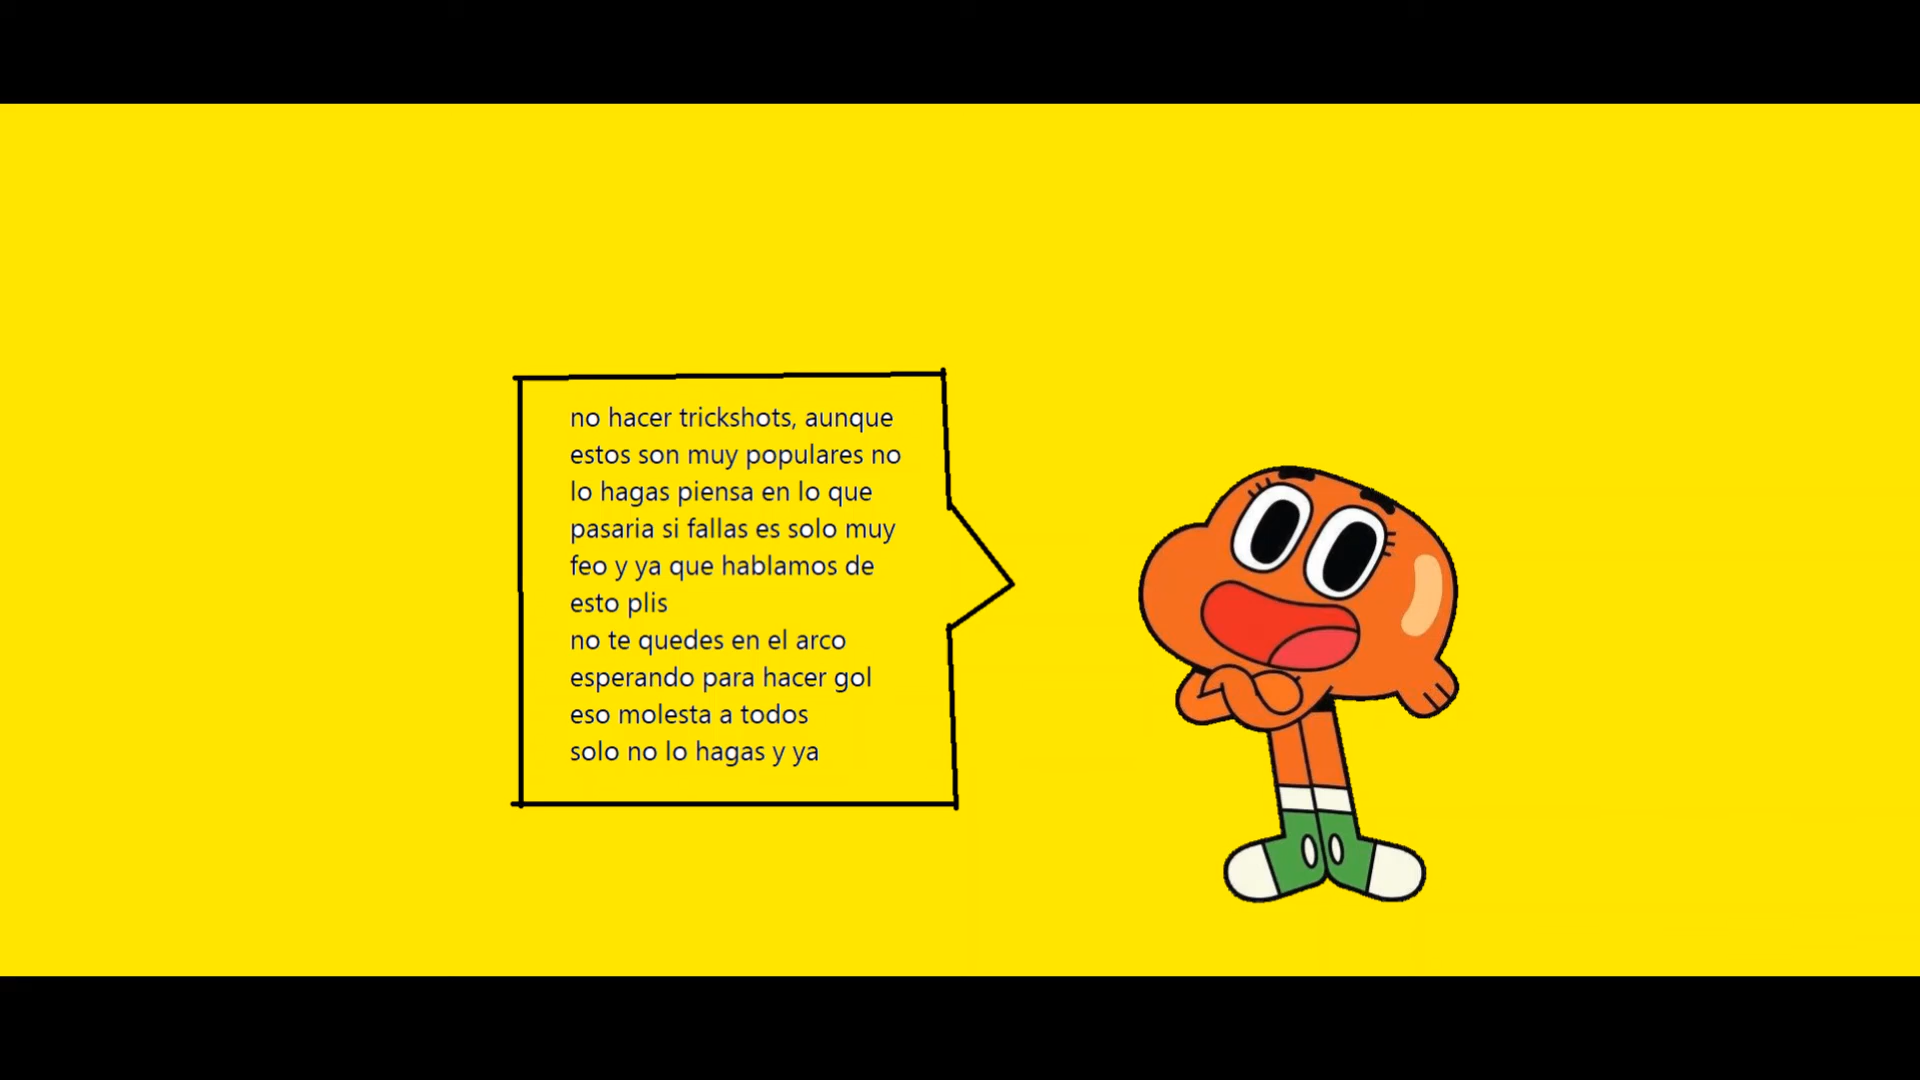 no hacer trickshots, aunque
estos son muy populares no
lo hagas piensa en lo que
pasaria si fallas es solo muy
feo y ya que hablamos de
esto plis
no te quedes en el arco
esperando para hacer gol
eso molesta a todos
solo no lo hagas y ya